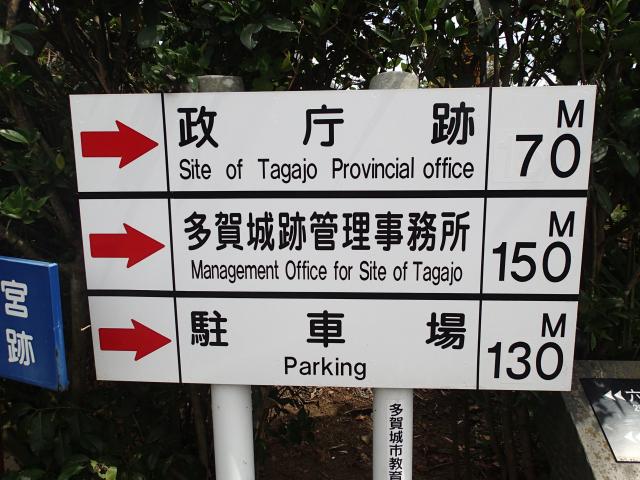 政庁跡
Site of Tagajo Provincial office
M
70
多賀城跡管理事務所
Management Office for Site of Tagajo
M
150
駐車場
Parking
M
130
宮
跡
多賀城市教育
六